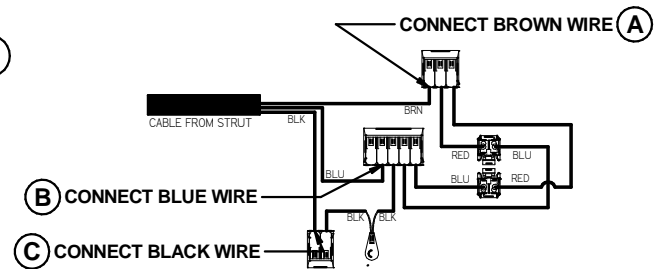 CONNECT BROWN WIRE A
BRN
CABLE FROM STRUT
BLK
RED
BLU
BLU
BLU
RED
B CONNECT BLUE WIRE
BLK
BLK
C CONNECT BLACK WIRE